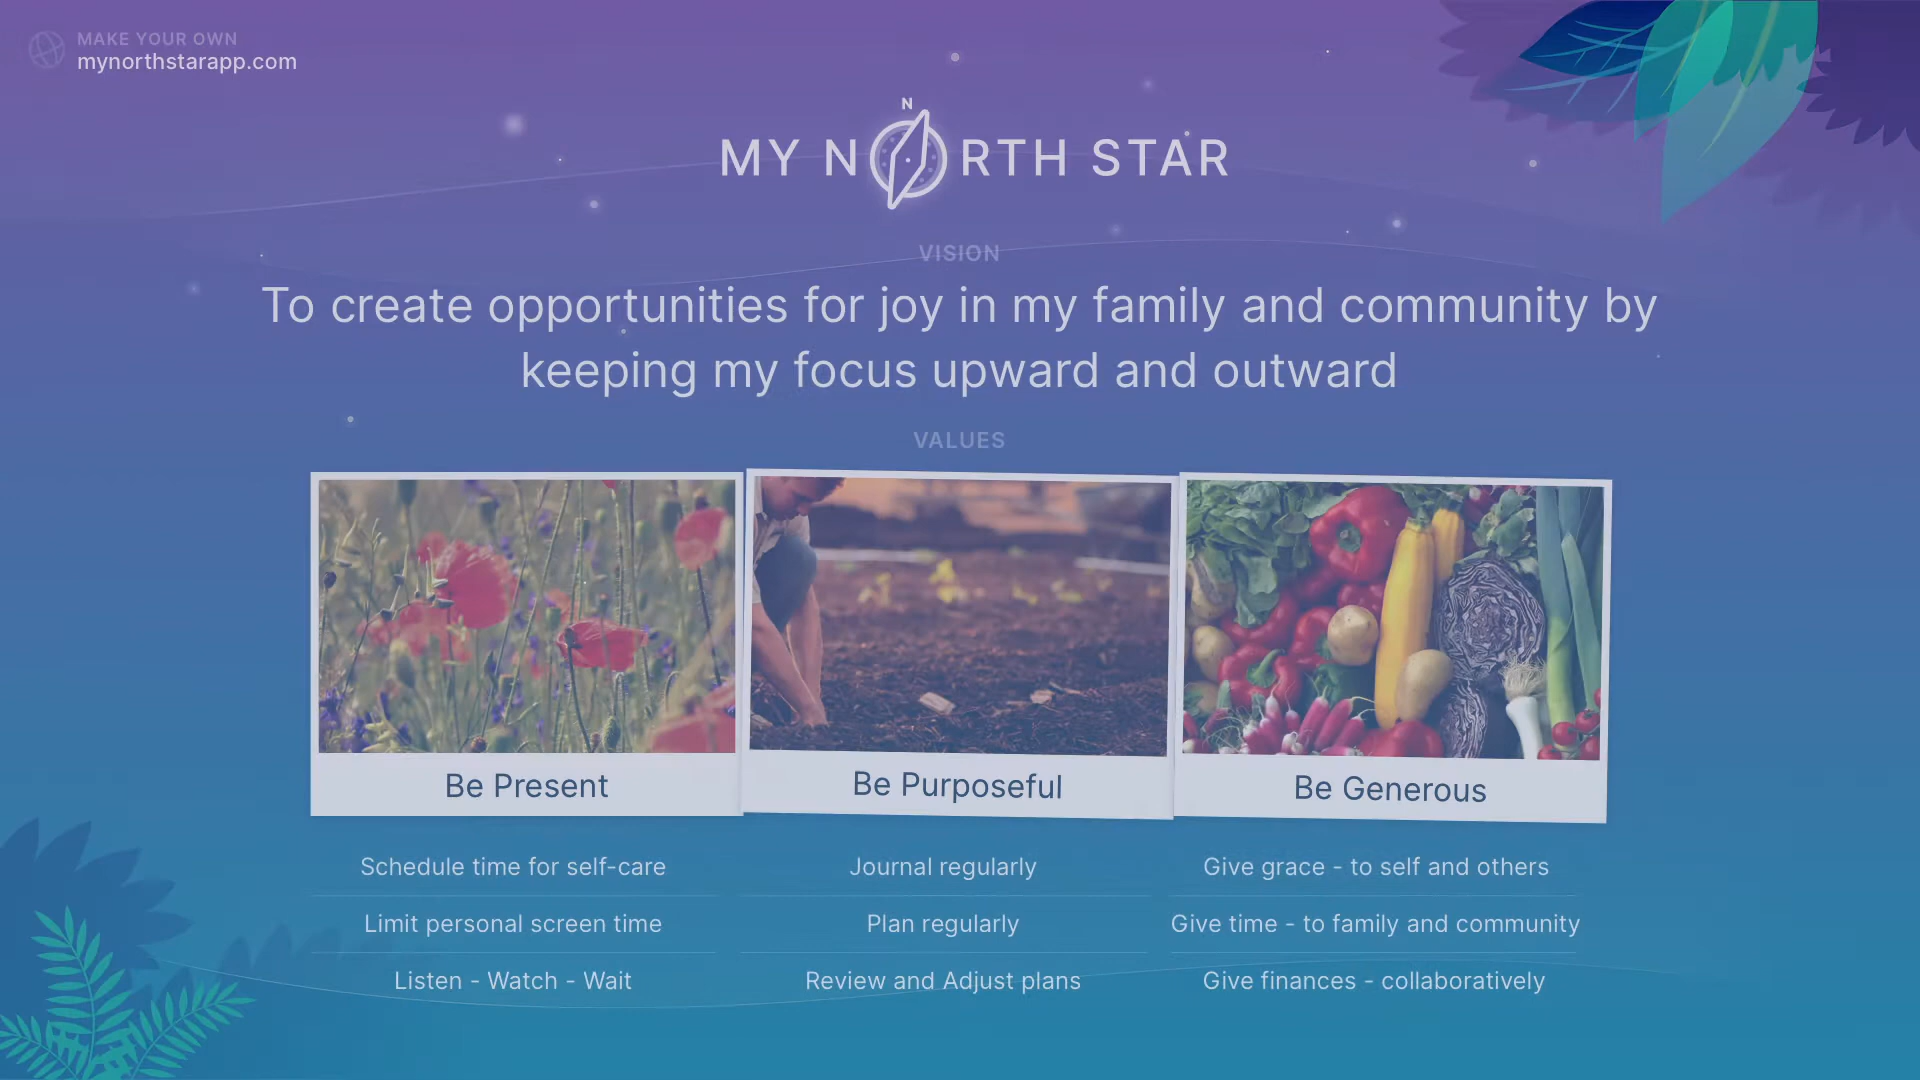 MAKE YOUR OWN
mynorthstarapp.com
N
MY NORTH STAR
VISION
To create opportunities for joy in my family and community by
keeping my focus upward and outward
VALUES
Be Present
Be Purposeful
Be Generous
Schedule time for self-care
Journal regularly
Give grace - to self and others
Limit personal screen time
Plan regularly
Give time - to family and community
Listen - Watch - Wait
Review and Adjust plans
Give finances - collaboratively